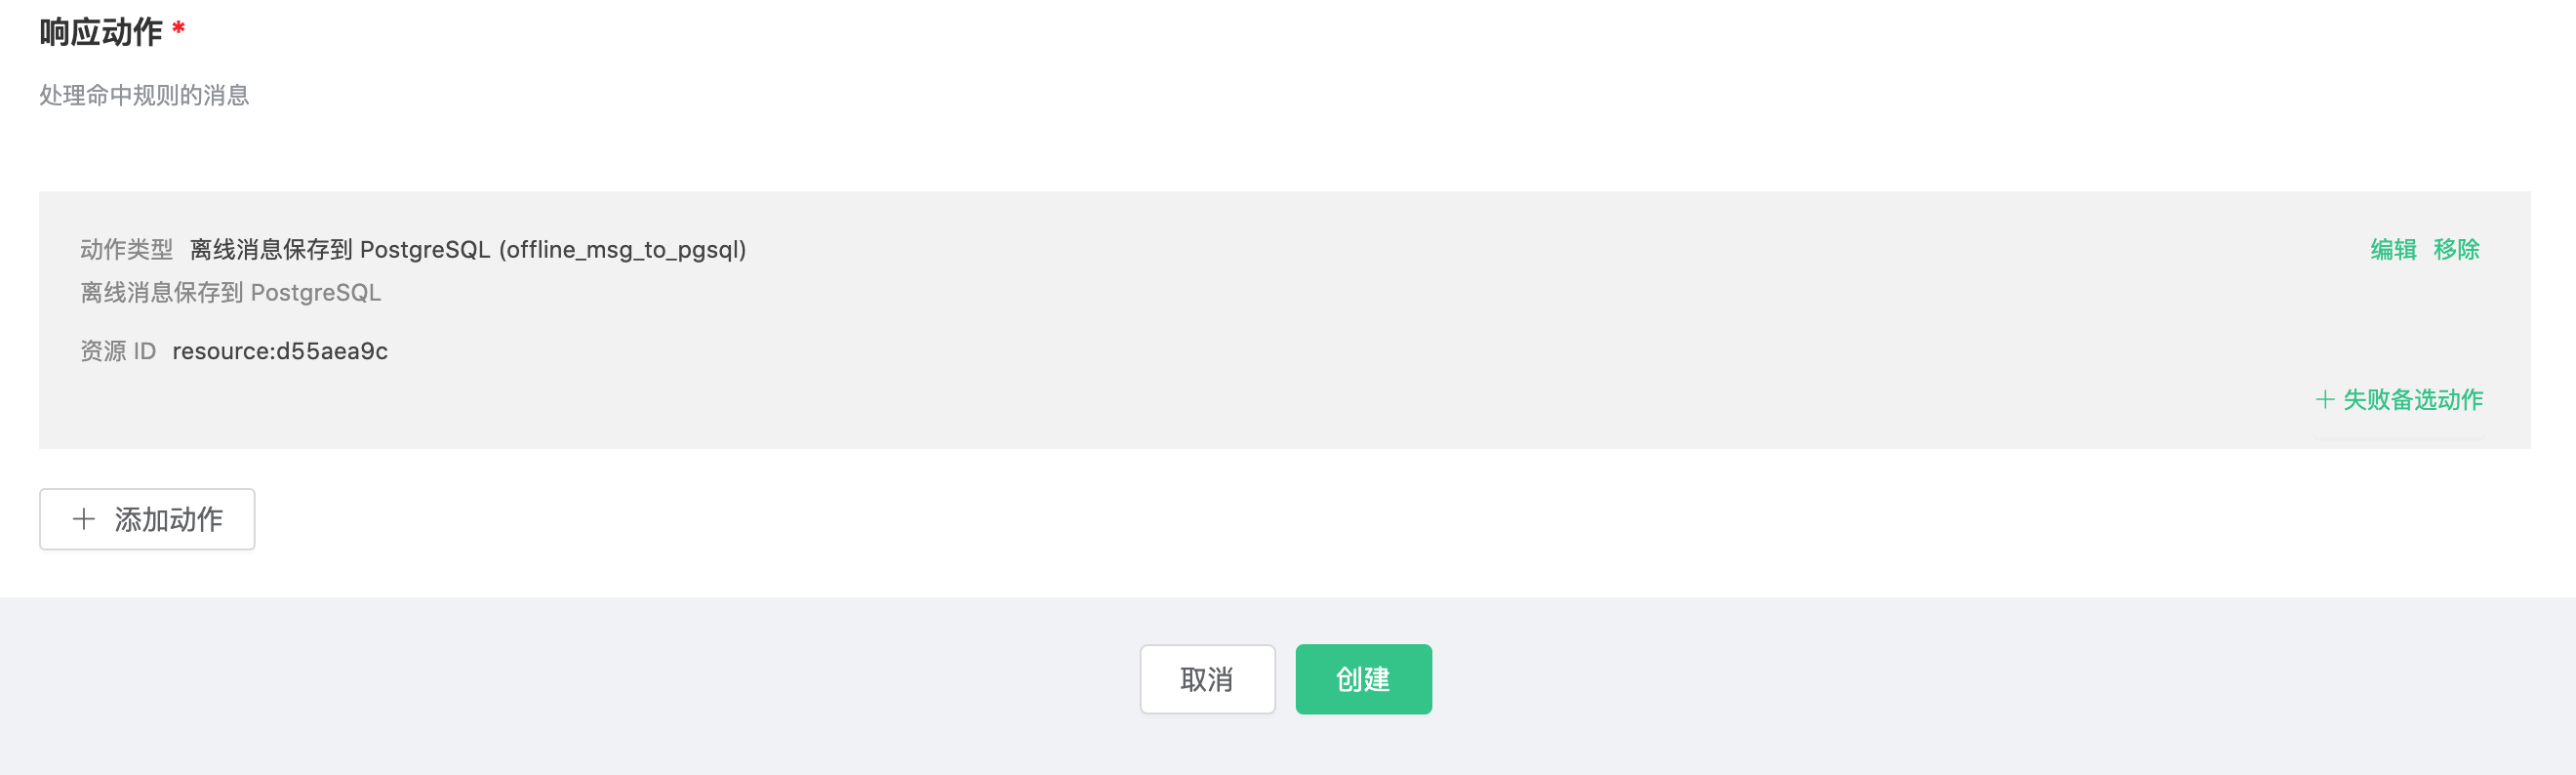 响应动作 *
处理命中规则的消息
动作类型 离线消息保存到 PostgreSQL (offline_msg_to_pgsql)
编辑 移除
离线消息保存到 PostgreSQL
资源 ID resource:d55aea9c
+ 失败备选动作
+ 添加动作
取消 创建